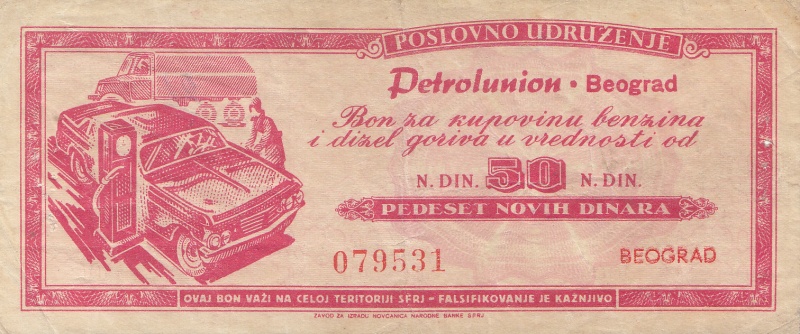 POSLOVNO UDRUŽENJE
Petrolunion • Beograd
Bon za kupovinu benzina
i dizel goriva u vrednosti od
N. DIN. 50 N. DIN.
PEDESET NOVIH DINARA
079531
BEOGRAD
OVAJ BON VAŽI NA CELOJ TERITORIJI SFRJ – FALSIFIKOVANJE JE KAŽNJIVO
ZAVOD ZA IZRADU NOVČANICA NARODNE BANKE SFRJ